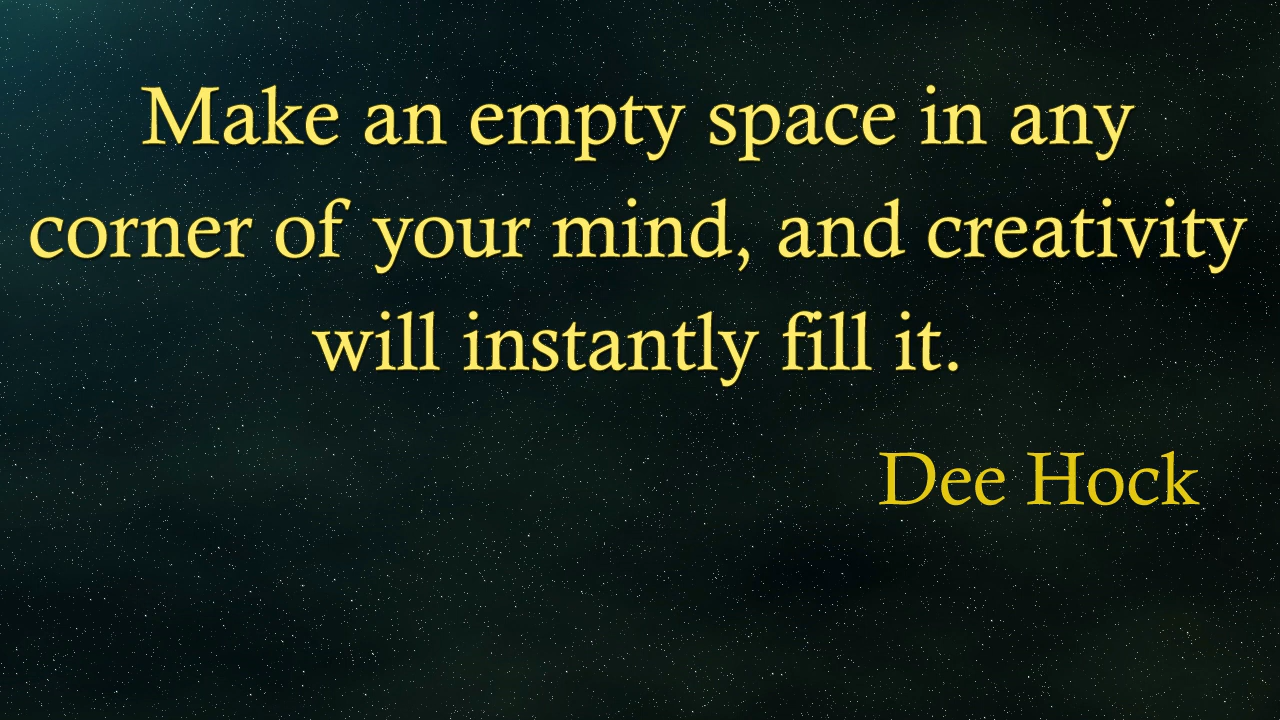 Make an empty space in any
corner of your mind, and creativity
will instantly fill it.
Dee Hock